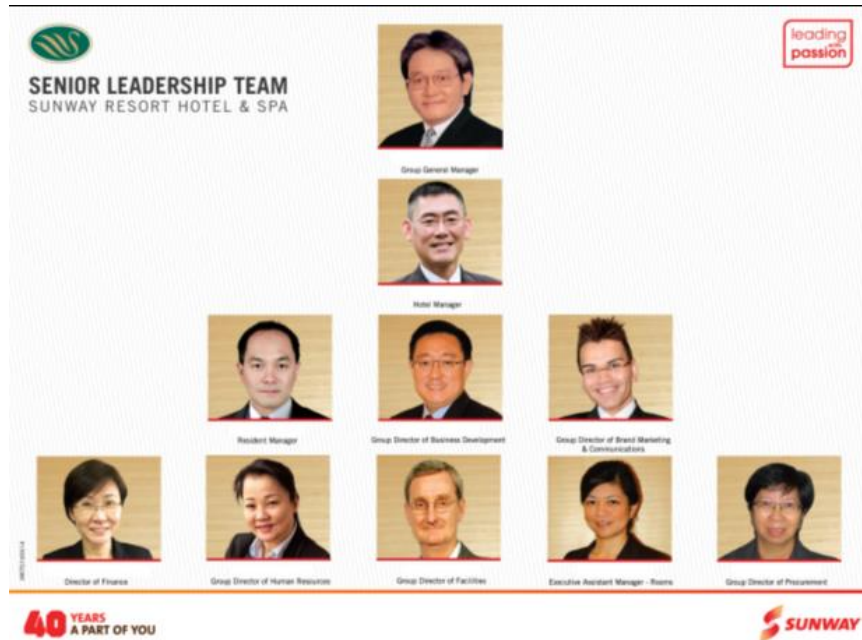 SENIOR LEADERSHIP TEAM
SUNWAY RESORT HOTEL & SPA
leading
with
passion
Group General Manager
Hotel Manager
Resident Manager
Group Director of Business Development
Group Director of Brand Marketing
& Communications
Director of Finance
Group Director of Human Resources
Group Director of Facilities
Executive Assistant Manager - Rooms
Group Director of Procurement
40 YEARS
A PART OF YOU
SUNWAY